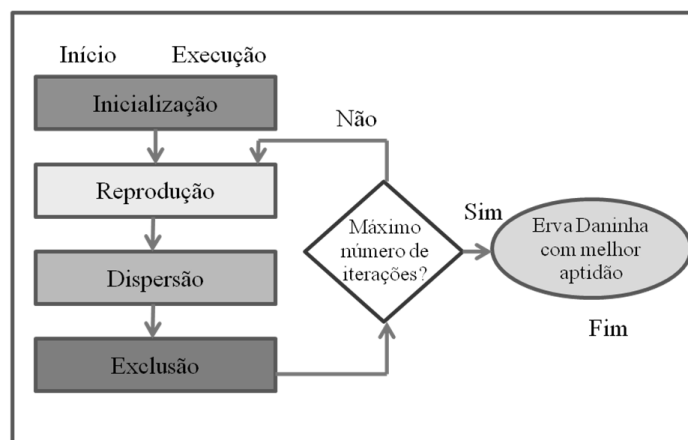 Início Execução
Inicialização
Não
Reprodução
Máximo
número de
iterações?
Sim
Erva Daninha
com melhor
aptidão
Dispersão
Fim
Exclusão